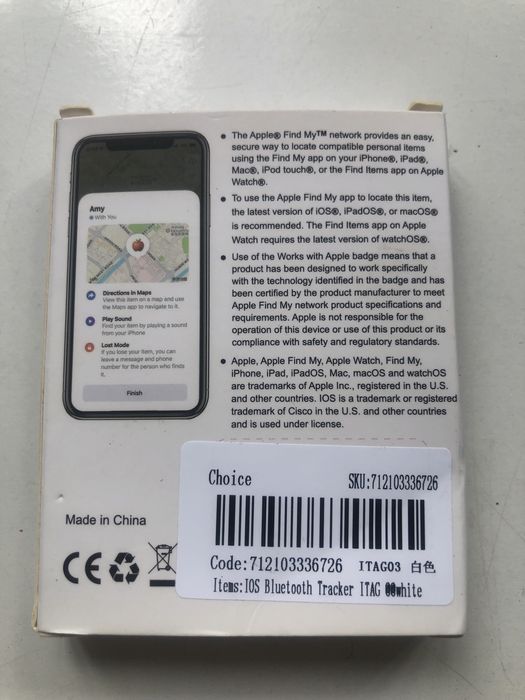 Amy
With You
Directions in Maps
View this item on a map and use
the Maps app to navigate to it.
Play Sound
Find your item by playing a sound
from your iPhone
Lost Mode
If you lose your item, you can
leave a message and phone
number for the person who finds
it.
Finish
• The Apple® Find My™ network provides an easy,
secure way to locate compatible personal items
using the Find My app on your iPhone®, iPad®,
Mac®, iPod touch®, or the Find Items app on Apple
Watch®.
• To use the Apple Find My app to locate this item,
the latest version of iOS®, iPadOS®, or macOS®
is recommended. The Find Items app on Apple
Watch requires the latest version of watchOS®.
• Use of the Works with Apple badge means that a
product has been designed to work specifically
with the technology identified in the badge and has
been certified by the product manufacturer to meet
Apple Find My network product specifications and
requirements. Apple is not responsible for the
operation of this device or use of this product or its
compliance with safety and regulatory standards.
• Apple, Apple Find My, Apple Watch, Find My,
iPhone, iPad, iPadOS, Mac, macOS and watchOS
are trademarks of Apple Inc., registered in the U.S.
and other countries. IOS is a trademark or registered
trademark of Cisco in the U.S. and other countries
and is used under license.
Made in China
CE
Choice SKU:712103336726
Code:712103336726 ITAG03 白色
Items:IOS Bluetooth Tracker ITAG white